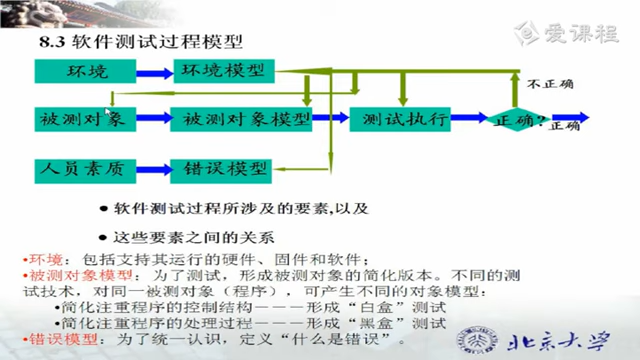 8.3 软件测试过程模型
爱课程
环境
环境模型
不正确
被测对象
被测对象模型
测试执行
正确?
正确
人员素质
错误模型
●软件测试过程所涉及的要素,以及
●这些要素之间的关系
•环境：包括支持其运行的硬件、固件和软件；
•被测对象模型：为了测试，形成被测对象的简化版本。不同的测
试技术，对同一被测对象（程序），可产生不同的对象模型：
•简化注重程序的控制结构———形成“白盒”测试
•简化注重程序的处理过程———形成“黑盒”测试
•错误模型：为了统一认识，定义“什么是错误”。
北京大学